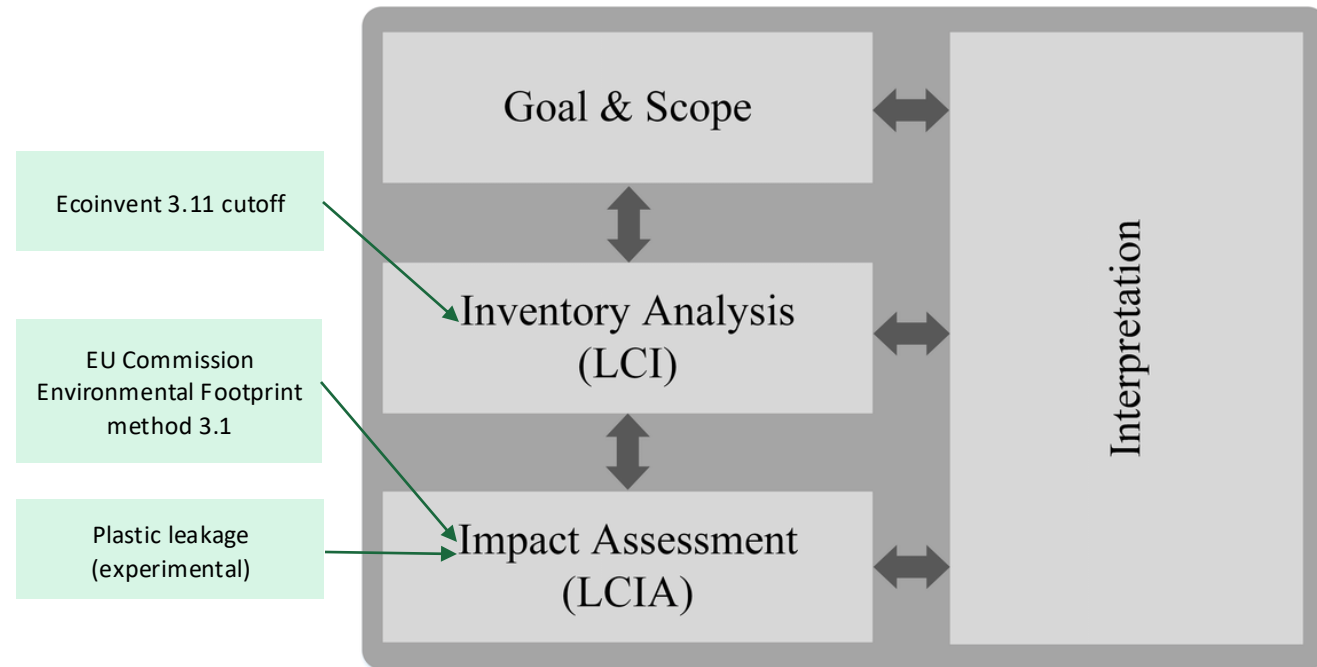 Goal & Scope
Ecoinvent 3.11 cutoff
Inventory Analysis
(LCI)
EU Commission
Environmental Footprint
method 3.1
Plastic leakage
(experimental)
Impact Assessment
(LCIA)
Interpretation